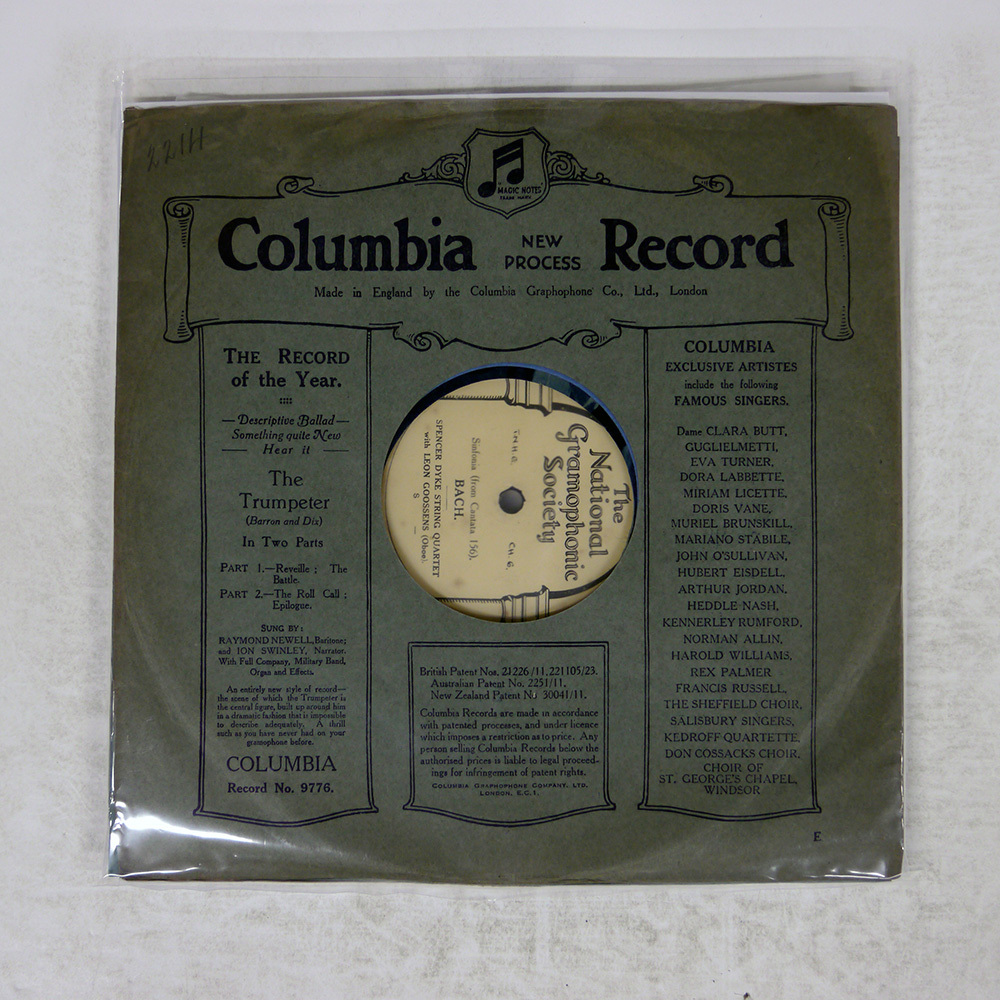 2211
MAGIC NOTES
TRADE MARK
Columbia NEW PROCESS Record
Made in England by the Columbia Graphophone Co., Ltd., London
THE RECORD
of the Year.
—Descriptive Ballad—
Something quite New
— Hear it —
The
Trumpeter
(Barron and Dix)
In Two Parts
PART 1.—Reveille ; The
Battle.
PART 2.—The Roll Call ;
Epilogue.
SUNG BY :
RAYMOND NEWELL, Baritone;
and ION SWINLEY, Narrator.
With Full Company, Military Band,
Organ and Effects.
An entirely new style of record—
the scene of which the Trumpeter is
the central figure, built up around him
in a dramatic fashion that is impossible
to describe adequately. A thrill
such as you have never had on your
gramophone before.
COLUMBIA
Record No. 9776.
The
National
Gramophonic
Society
CH. 6.
Sinfonia (from Cantata 156).
BACH.
SPENCER DYKE STRING QUARTET
with LEON GOOSSENS (Oboe).
S
British Patent Nos. 21226/11, 221105/23.
Australian Patent No. 2251/11.
New Zealand Patent No 30041/11.
Columbia Records are made in accordance
with patented processes, and under licence
which imposes a restriction as to price. Any
person selling Columbia Records below the
authorised prices is liable to legal proceed-
ings for infringement of patent rights.
COLUMBIA GRAPHOPHONE COMPANY, LTD.
LONDON, E.C.1.
COLUMBIA
EXCLUSIVE ARTISTES
include the following
FAMOUS SINGERS.
Dame CLARA BUTT,
GUGLIELMETTI,
EVA TURNER,
DORA LABBETTE,
MIRIAM LICETTE,
DORIS VANE,
MURIEL BRUNSKILL,
MARIANO STABILE,
JOHN O'SULLIVAN,
HUBERT EISDELL,
ARTHUR JORDAN,
HEDDLE NASH,
KENNERLEY RUMFORD,
NORMAN ALLIN,
HAROLD WILLIAMS,
REX PALMER
FRANCIS RUSSELL,
THE SHEFFIELD CHOIR,
SALISBURY SINGERS,
KEDROFF QUARTETTE,
DON COSSACKS CHOIR,
CHOIR OF
ST. GEORGE'S CHAPEL,
WINDSOR
E